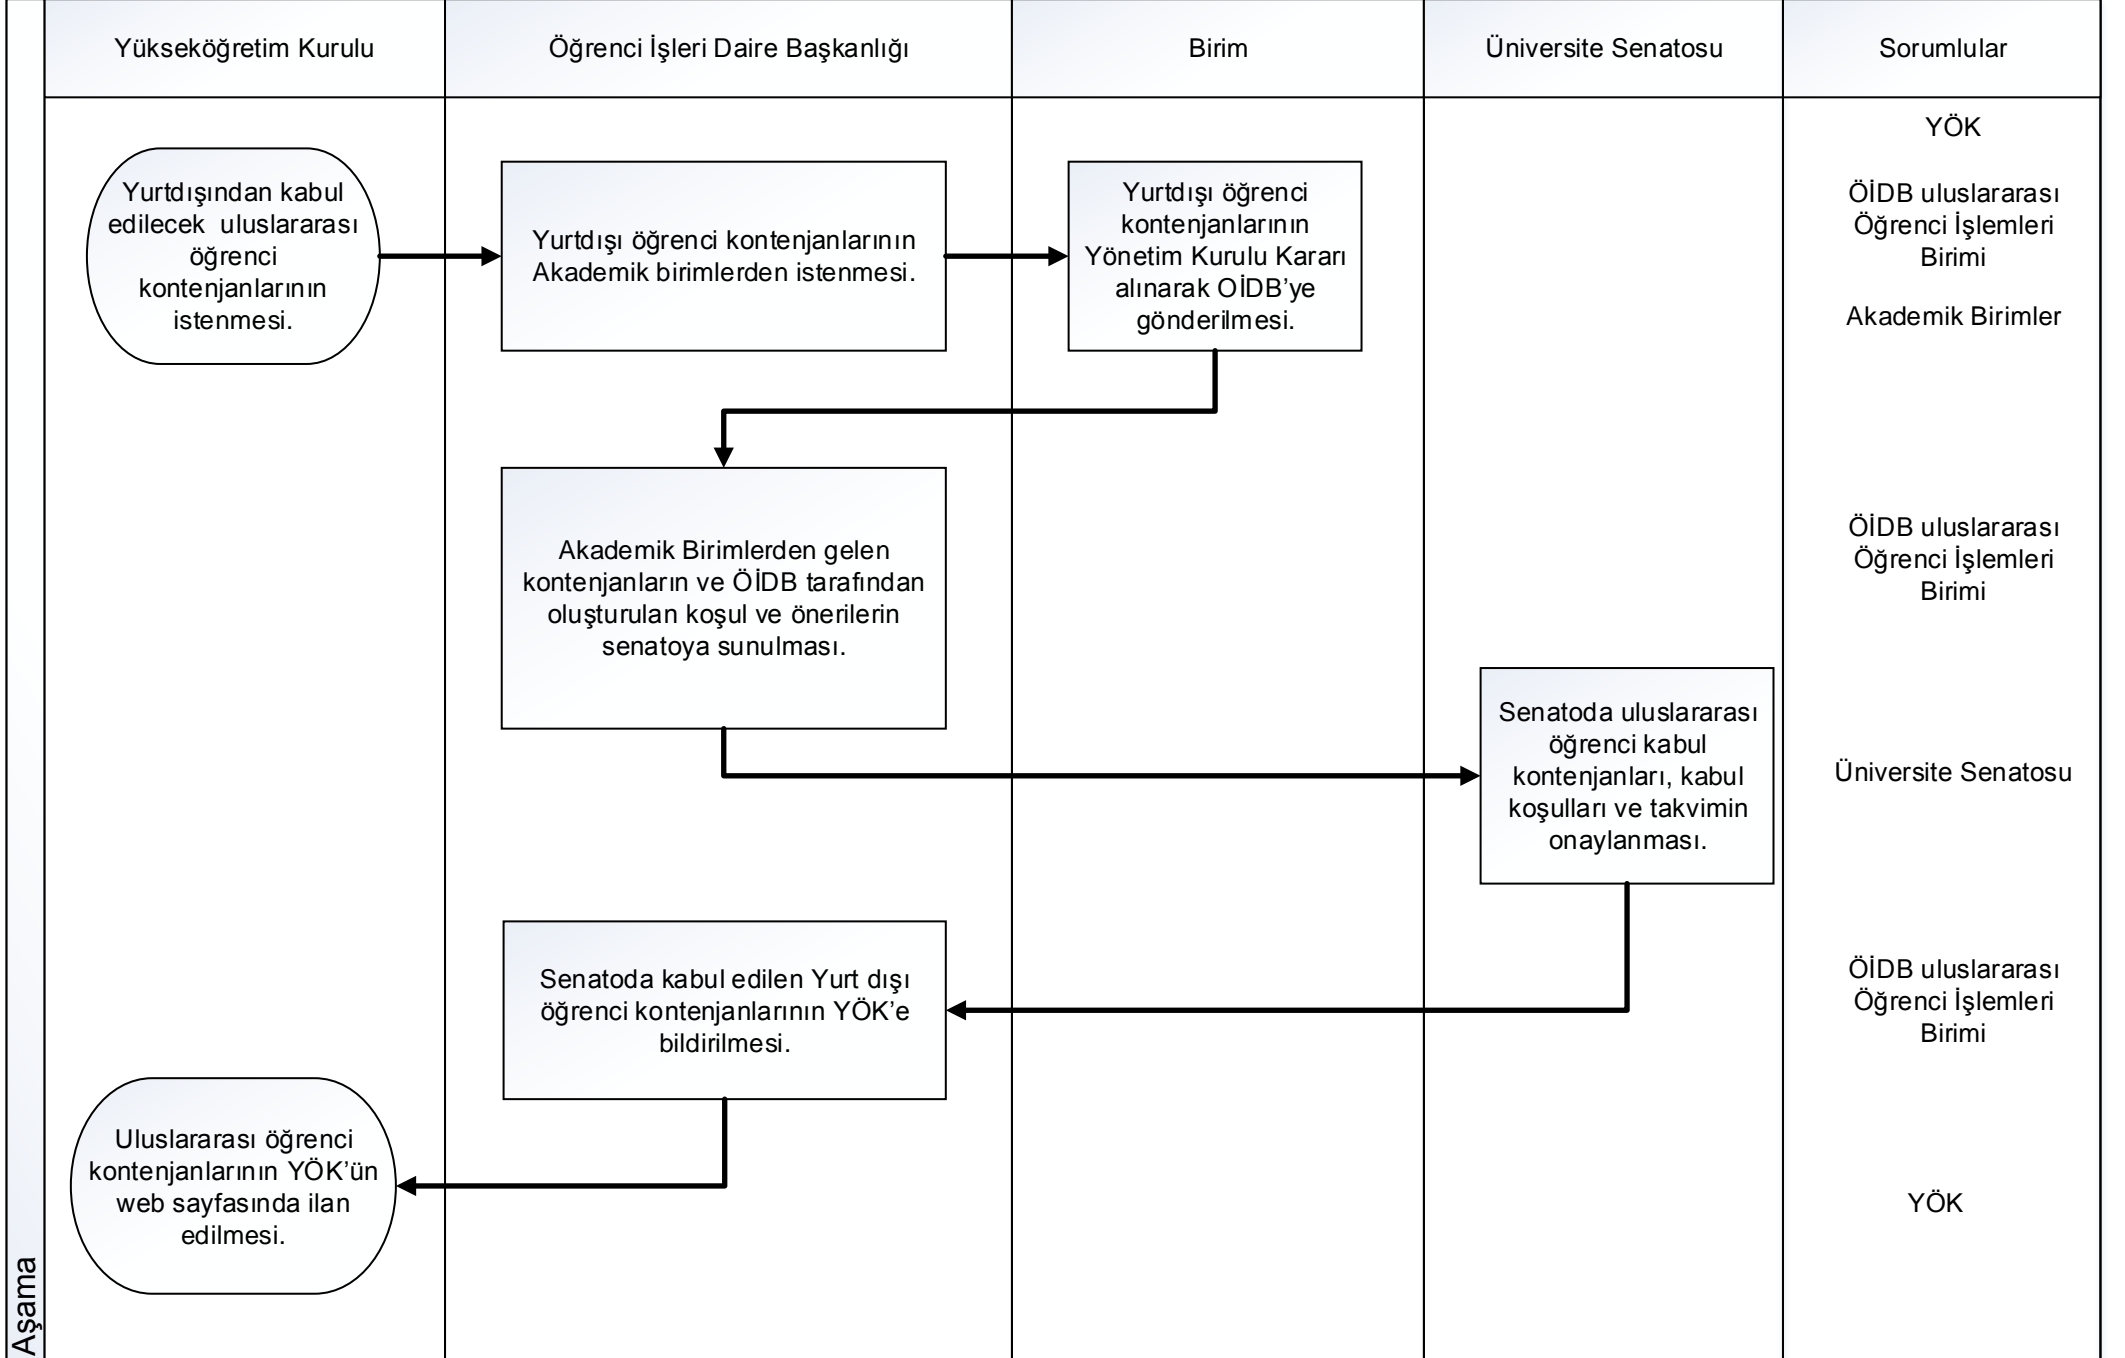 Yükseköğretim Kurulu
Öğrenci İşleri Daire Başkanlığı
Birim
Üniversite Senatosu
Sorumlular
Yurtdışından kabul
edilecek  uluslararası
öğrenci
kontenjanlarının
istenmesi.
Yurtdışı öğrenci kontenjanlarının
Akademik birimlerden istenmesi.
Yurtdışı öğrenci
kontenjanlarının
Yönetim Kurulu Kararı
alınarak OİDB’ye
gönderilmesi.
YÖK
ÖİDB uluslararası
Öğrenci İşlemleri
Birimi
Akademik Birimler
Akademik Birimlerden gelen
kontenjanların ve ÖİDB tarafından
oluşturulan koşul ve önerilerin
senatoya sunulması.
ÖİDB uluslararası
Öğrenci İşlemleri
Birimi
Senatoda uluslararası
öğrenci kabul
kontenjanları, kabul
koşulları ve takvimin
onaylanması.
Üniversite Senatosu
Senatoda kabul edilen Yurt dışı
öğrenci kontenjanlarının YÖK’e
bildirilmesi.
ÖİDB uluslararası
Öğrenci İşlemleri
Birimi
Uluslararası öğrenci
kontenjanlarının YÖK’ün
web sayfasında ilan
edilmesi.
YÖK
Aşama